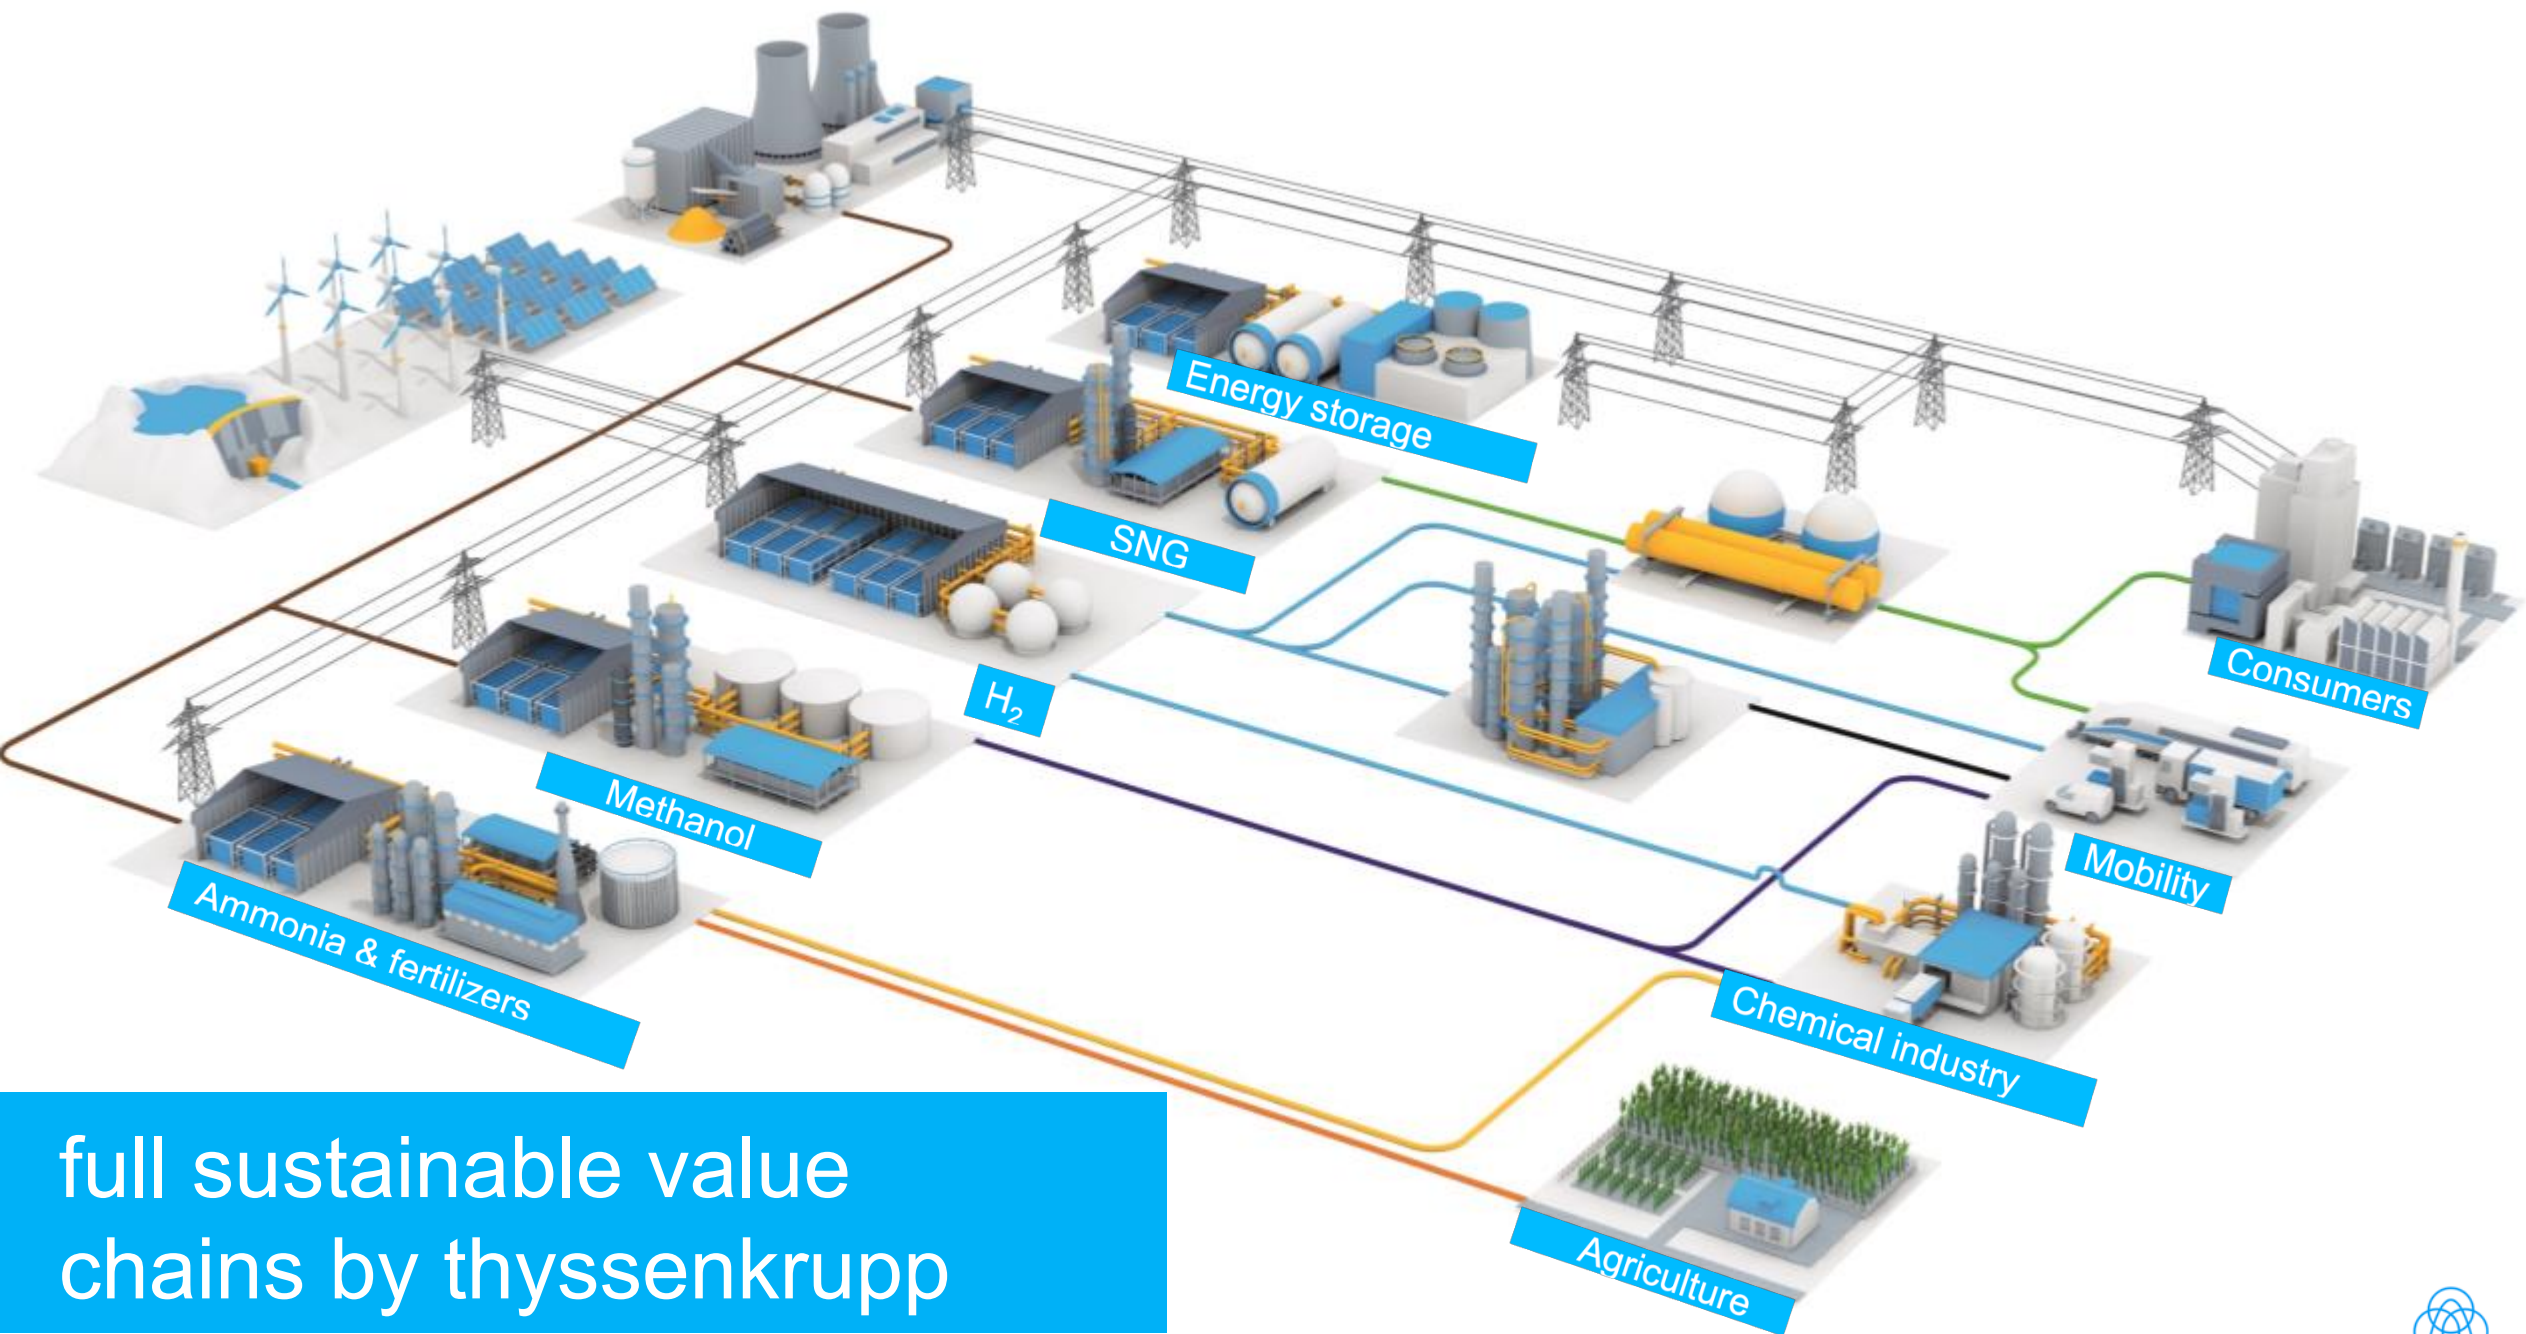 Energy storage
SNG
H₂
Methanol
Ammonia & fertilizers
Consumers
Mobility
Chemical industry
Agriculture
full sustainable value
chains by thyssenkrupp